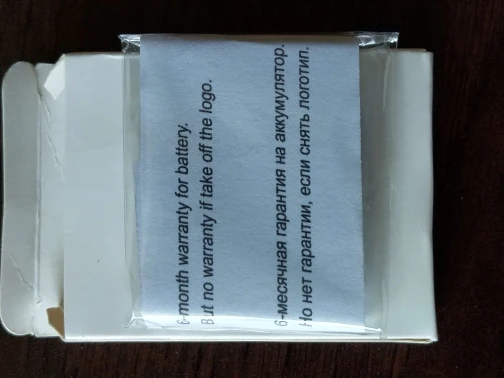 6-month warranty for battery.
But no warranty if take off the logo.
6-месячная гарантия на аккумулятор.
Но нет гарантии, если снять логотип.